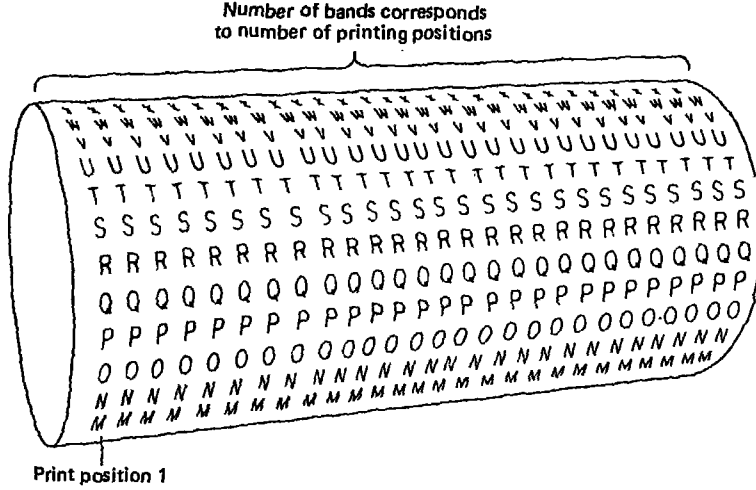 Number of bands corresponds
to number of printing positions
X X X X X X X X X X X X X X X X X X X X X X X X X X
W W W W W W W W W W W W W W W W W W W W W W W W W W W
V V V V V V V V V V V V V V V V V V V V V V V V V V V
U U U U U U U U U U U U U U U U U U U U U U U U U U U
T T T T T T T T T T T T T T T T T T T T T T T T T T T
S S S S S S S S S S S S S S S S S S S S S S S S S S S
R R R R R R R R R R R R R R R R R R R R R R R R R R R
Q Q Q Q Q Q Q Q Q Q Q Q Q Q Q Q Q Q Q Q Q Q Q Q Q Q Q
P P P P P P P P P P P P P P P P P P P P P P P P P P P
O O O O O O O O O O O O O O O O O O O O O O O O O O O
N N N N N N N N N N N N N N N N N N N N N N N N N N N
M M M M M M M M M M M M M M M M M M M M M M M M M M M
Print position 1